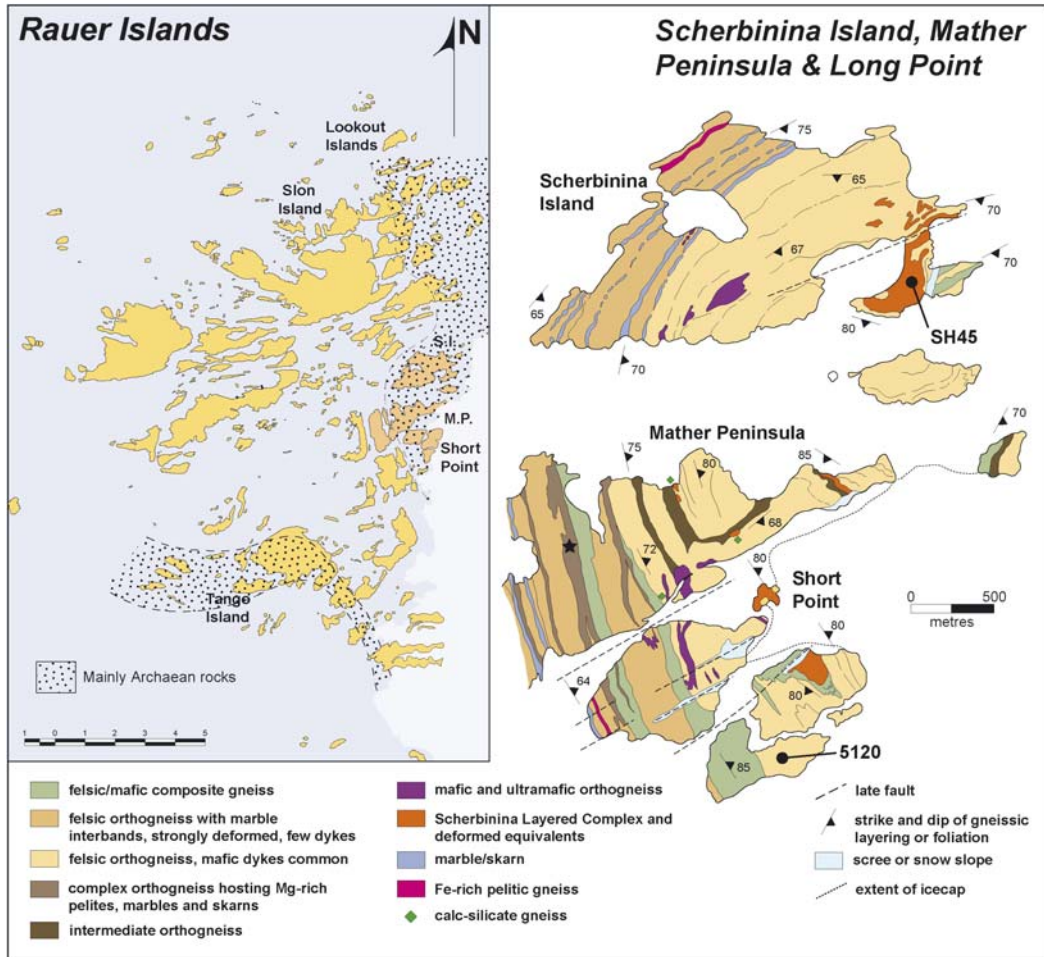 Rauer Islands
N
Lookout
Islands
Slon
Island
S.I.
M.P.
Short
Point
Tango
Island
Mainly Archaean rocks
1 0 1 2 3 4 5
Scherbinina Island, Mather
Peninsula & Long Point
75
Scherbinina
Island
65
70
67
70
65
80
SH45
70
Mather Peninsula
70
75
80
85
68
72
80
Short
Point
0 500
metres
80
64
80
5120
85
felsic/mafic composite gneiss
felsic orthogneiss with marble
interbands, strongly deformed, few dykes
felsic orthogneiss, mafic dykes common
complex orthogneiss hosting Mg-rich
pelites, marbles and skarns
intermediate orthogneiss
mafic and ultramafic orthogneiss
Scherbinina Layered Complex and
deformed equivalents
marble/skarn
Fe-rich pelitic gneiss
calc-silicate gneiss
late fault
strike and dip of gneissic
layering or foliation
scree or snow slope
extent of icecap